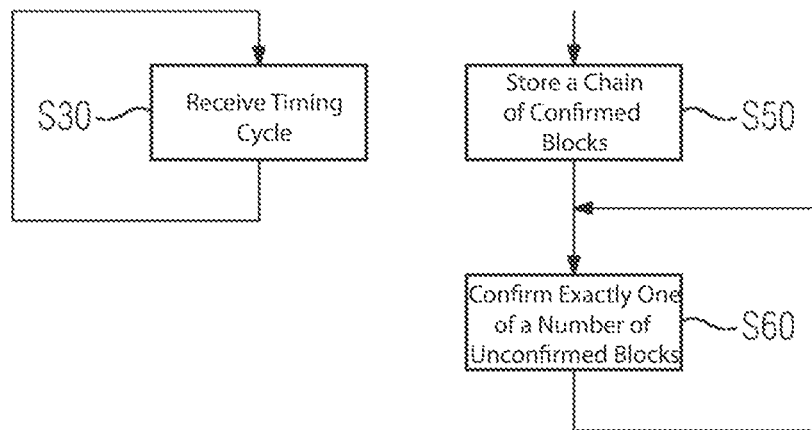 S30
Receive Timing
Cycle
Store a Chain
of Confirmed
Blocks
S50
Confirm Exactly One
of a Number of
Unconfirmed Blocks
S60